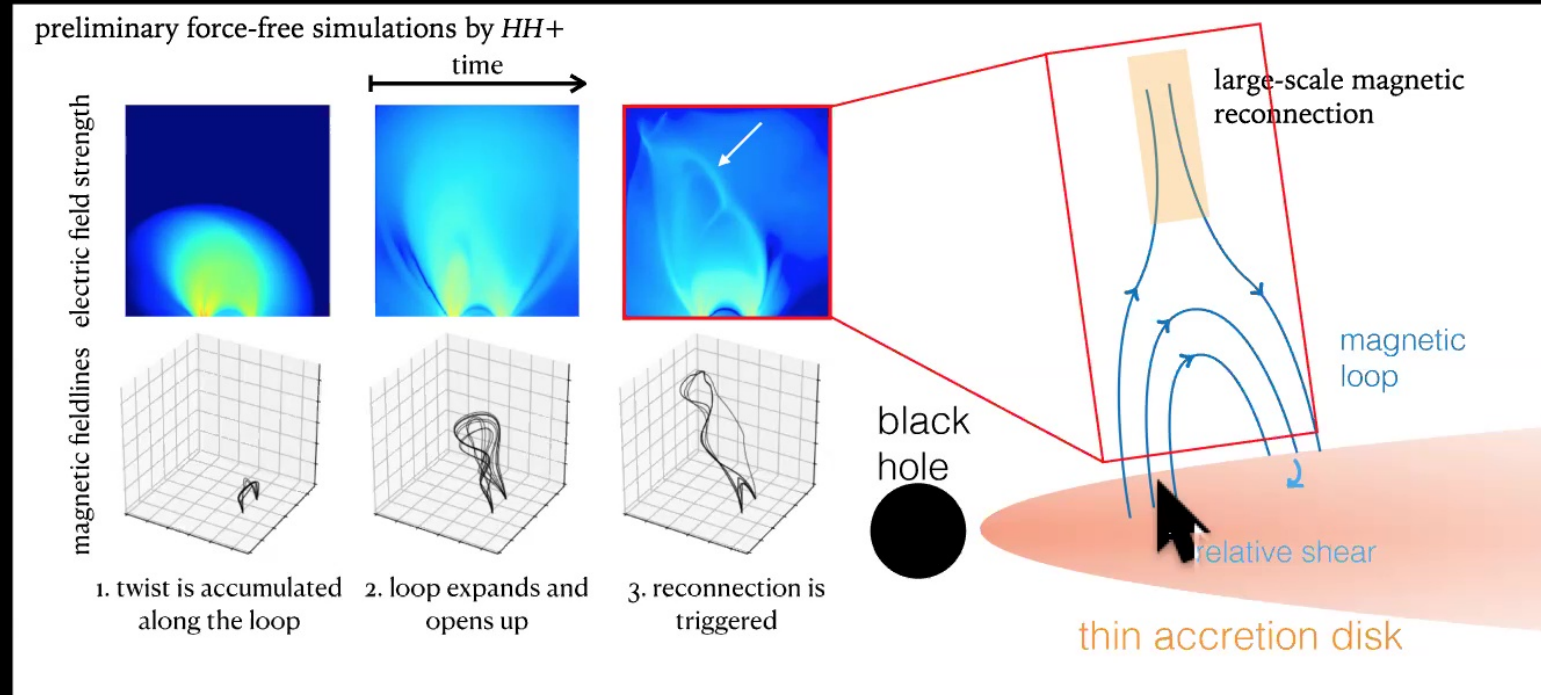 preliminary force-free simulations by HH+
time
electric field strength
magnetic fieldlines
1. twist is accumulated
along the loop
2. loop expands and
opens up
3. reconnection is
triggered
large-scale magnetic
reconnection
magnetic
loop
black
hole
relative shear
thin accretion disk